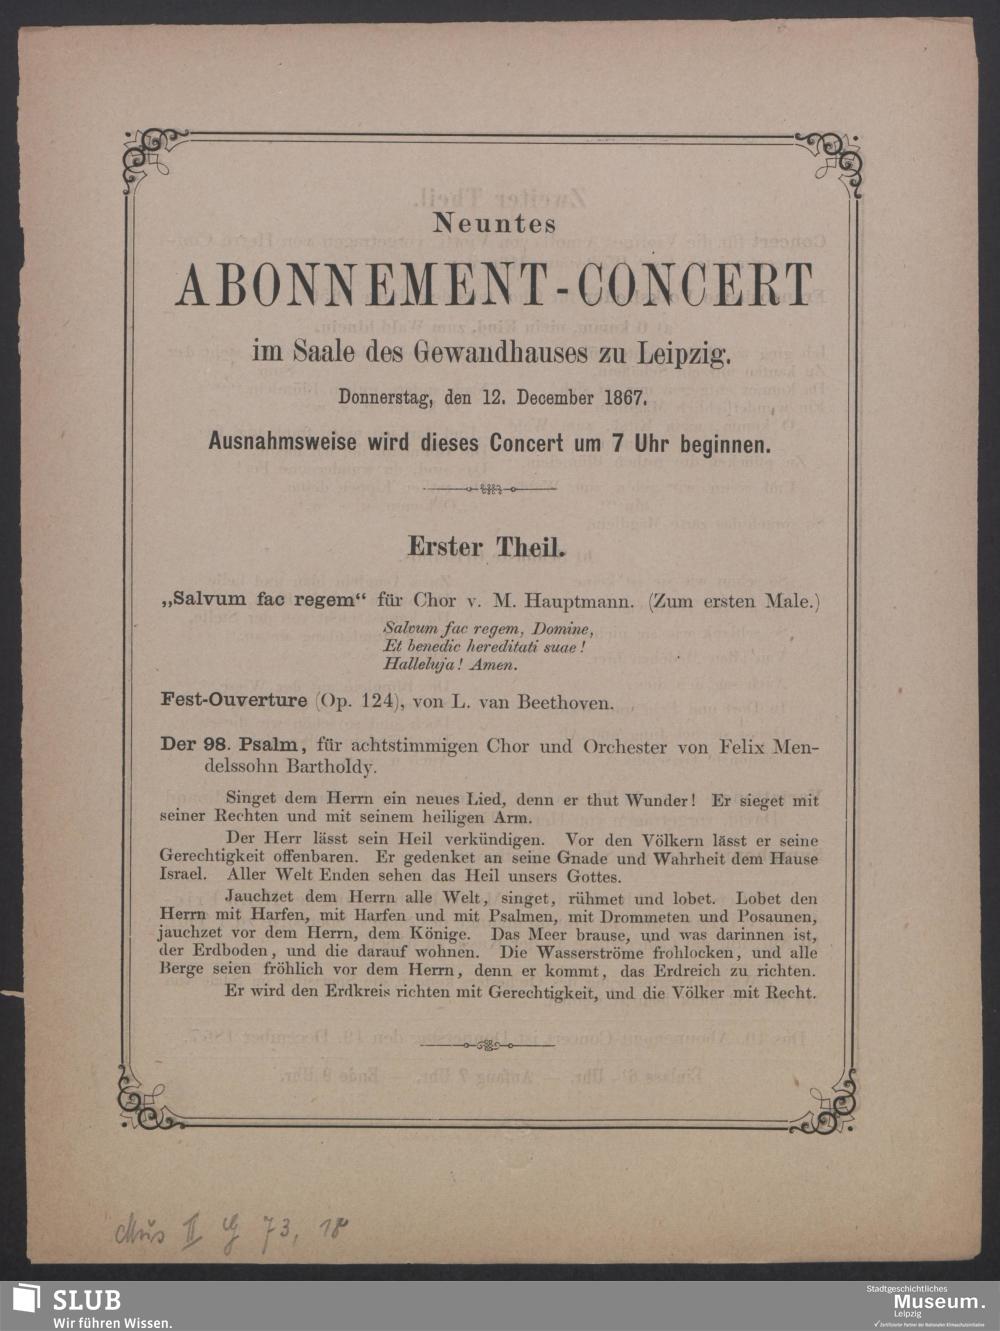 Neuntes
ABONNEMENT-CONCERT
im Saale des Gewandhauses zu Leipzig.
Donnerstag, den 12. December 1867.
Ausnahmsweise wird dieses Concert um 7 Uhr beginnen.
Erster Theil.
„Salvum fac regem“ für Chor v. M. Hauptmann. (Zum ersten Male.)
Salvum fac regem, Domine,
Et benedic hereditati suae!
Halleluja! Amen.
Fest-Ouverture (Op. 124), von L. van Beethoven.
Der 98. Psalm, für achtstimmigen Chor und Orchester von Felix Men-
delssohn Bartholdy.
Singet dem Herrn ein neues Lied, denn er thut Wunder! Er sieget mit
seiner Rechten und mit seinem heiligen Arm.
Der Herr lässt sein Heil verkündigen. Vor den Völkern lässt er seine
Gerechtigkeit offenbaren. Er gedenket an seine Gnade und Wahrheit dem Hause
Israel. Aller Welt Enden sehen das Heil unsers Gottes.
Jauchzet dem Herrn alle Welt, singet, rühmet und lobet. Lobet den
Herrn mit Harfen, mit Harfen und mit Psalmen, mit Drommeten und Posaunen,
jauchzet vor dem Herrn, dem Könige. Das Meer brause, und was darinnen ist,
der Erdboden, und die darauf wohnen. Die Wasserströme frohlocken, und alle
Berge seien fröhlich vor dem Herrn, denn er kommt, das Erdreich zu richten.
Er wird den Erdkreis richten mit Gerechtigkeit, und die Völker mit Recht.
Mus II G 73, 18
SLUB
Wir führen Wissen.
Stadtgeschichtliches
Museum.
Leipzig
Zertifizierter Partner der Nationalen Klimaschutzinitiative